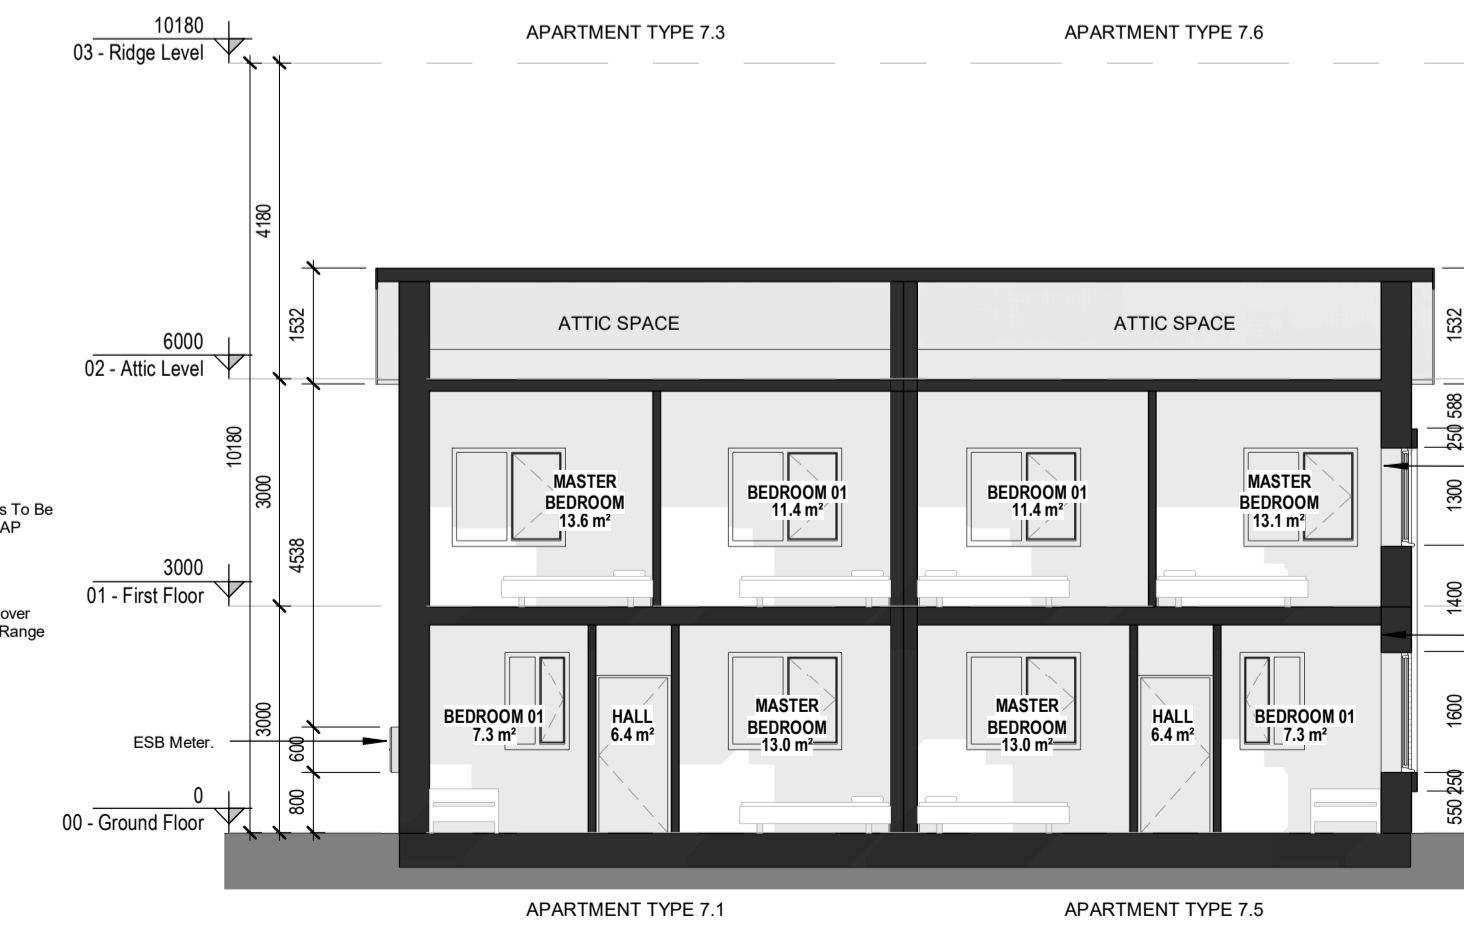 10180
03 - Ridge Level
APARTMENT TYPE 7.3
APARTMENT TYPE 7.6
4180
1532
ATTIC SPACE
ATTIC SPACE
1532
6000
02 - Attic Level
10180
3000
4538
588
250
1300
1400
1600
250
550
MASTER
BEDROOM
13.6 m²
BEDROOM 01
11.4 m²
BEDROOM 01
11.4 m²
MASTER
BEDROOM
13.1 m²
s To Be
AP
3000
01 - First Floor
over
Range
BEDROOM 01
7.3 m²
HALL
6.4 m²
MASTER
BEDROOM
13.0 m²
MASTER
BEDROOM
13.0 m²
HALL
6.4 m²
BEDROOM 01
7.3 m²
3000
600
ESB Meter.
800
0
00 - Ground Floor
APARTMENT TYPE 7.1
APARTMENT TYPE 7.5